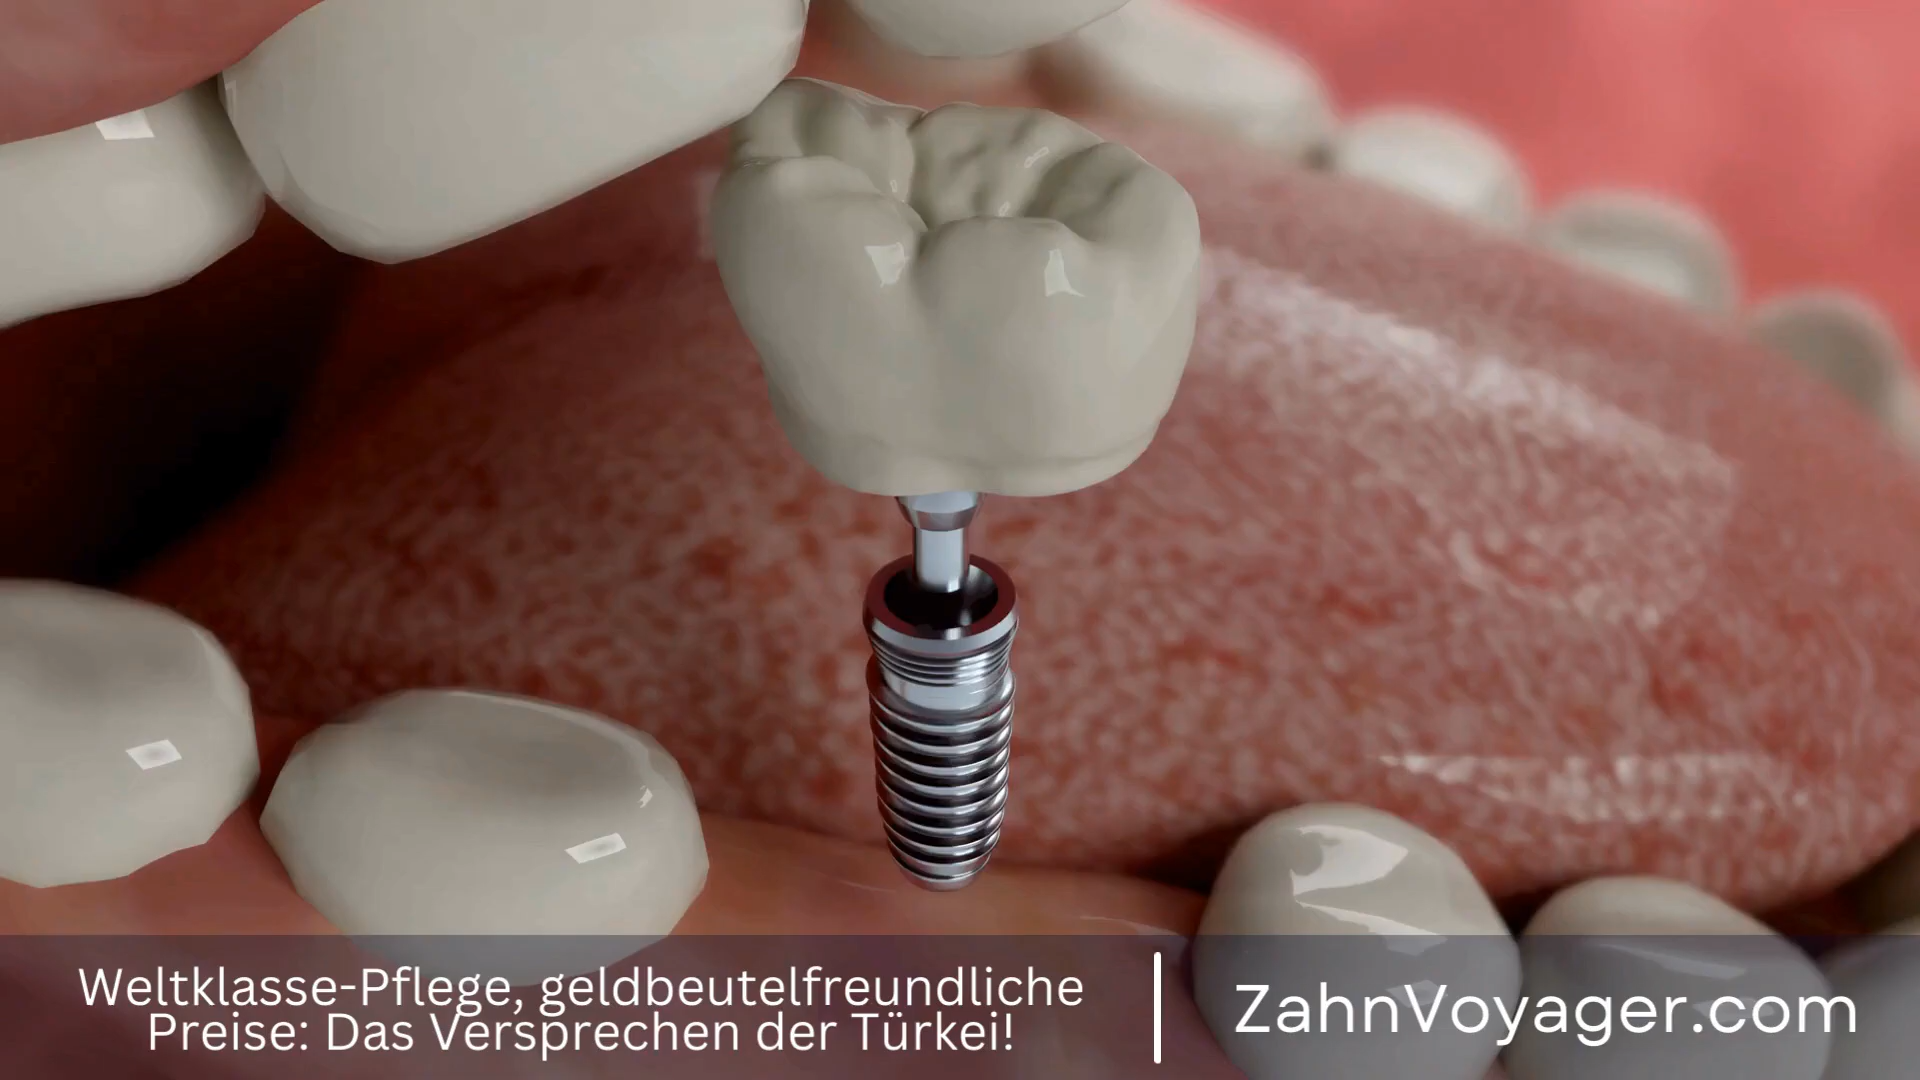 Weltklasse-Pflege, geldbeutelfreundliche
Preise: Das Versprechen der Türkei!
ZahnVoyager.com